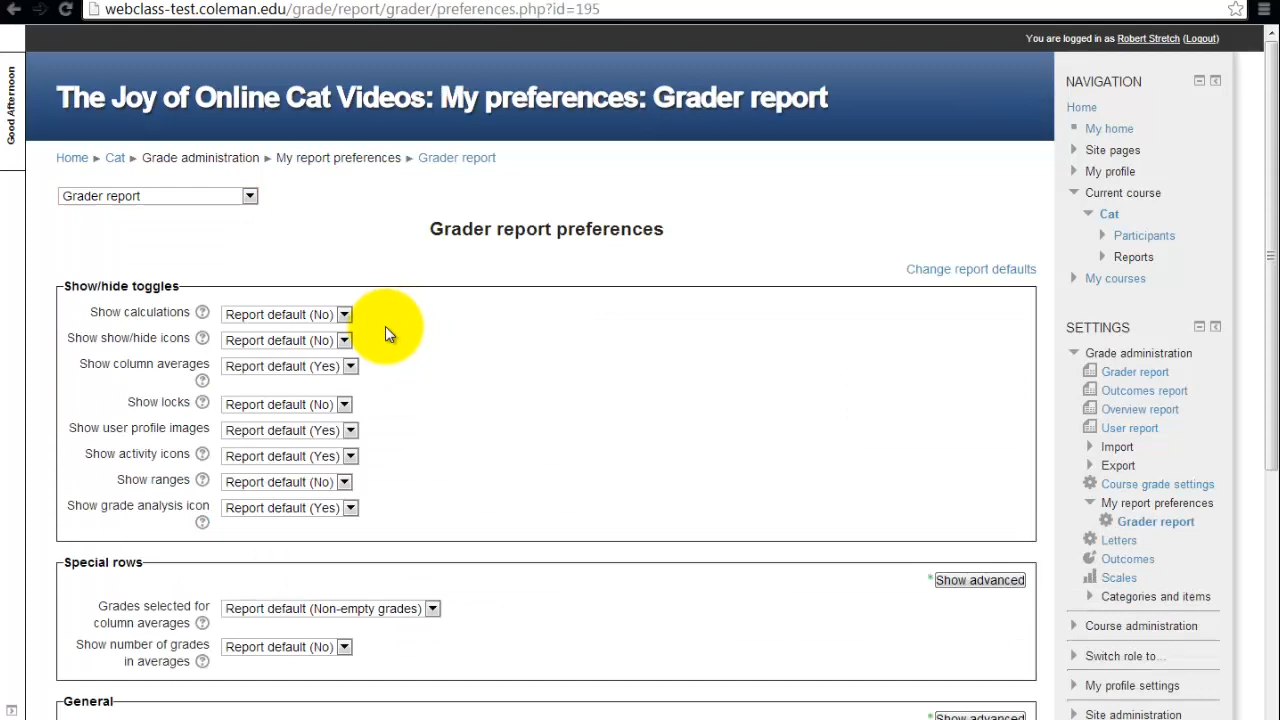 webclass-test.coleman.edu/grade/report/grader/preferences.php?id=195
You are logged in as Robert Stretch (Logout)
Good Afternoon
The Joy of Online Cat Videos: My preferences: Grader report
Home ► Cat ► Grade administration ► My report preferences ► Grader report
Grader report
Grader report preferences
Change report defaults
Show/hide toggles
Show calculations Report default (No)
Show show/hide icons Report default (No)
Show column averages Report default (Yes)
Show locks Report default (No)
Show user profile images Report default (Yes)
Show activity icons Report default (Yes)
Show ranges Report default (No)
Show grade analysis icon Report default (Yes)
Special rows
* Show advanced
Grades selected for
column averages Report default (Non-empty grades)
Show number of grades
in averages Report default (No)
General
* Show advanced
NAVIGATION
Home
My home
Site pages
My profile
Current course
Cat
Participants
Reports
My courses
SETTINGS
Grade administration
Grader report
Outcomes report
Overview report
User report
Import
Export
Course grade settings
My report preferences
Grader report
Letters
Outcomes
Scales
Categories and items
Course administration
Switch role to...
My profile settings
Site administration